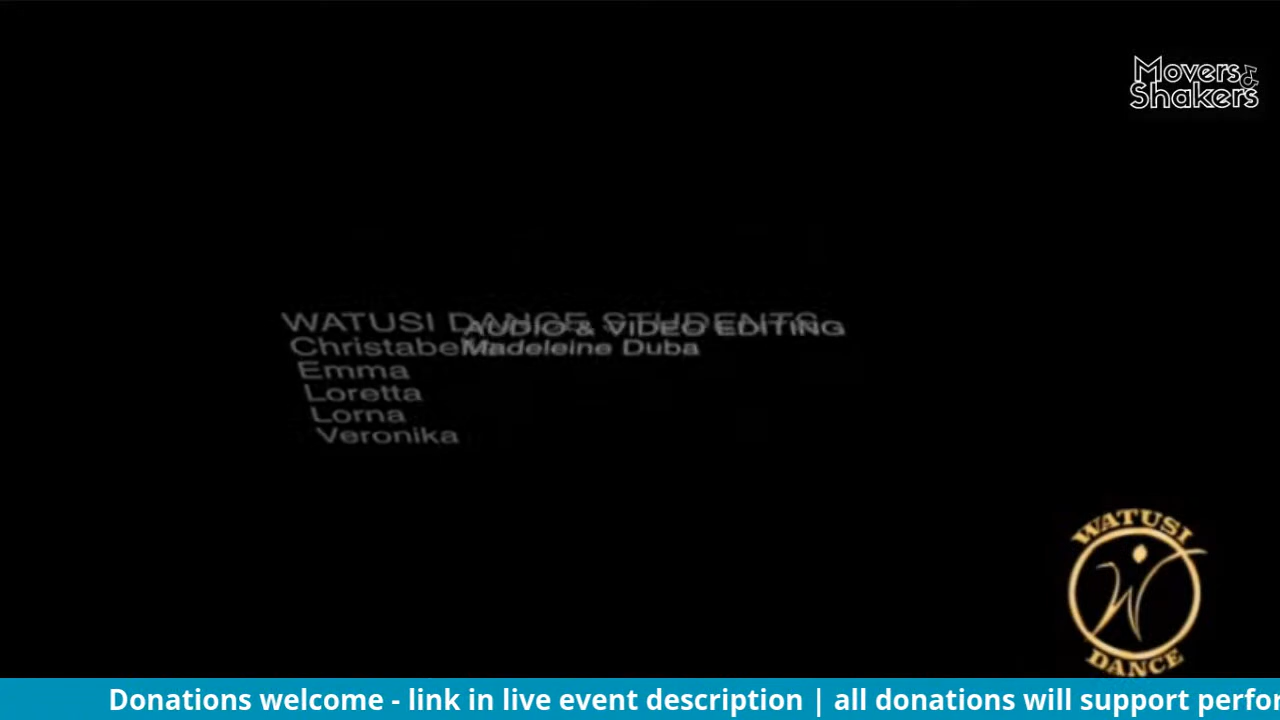 Movers &
Shakers
WATUSI DANCE STUDENTS
AUDIO & VIDEO EDITING
Christabel
Madeleine Duba
Emma
Loretta
Lorna
Veronika
WATUSI
W
DANCE
Donations welcome - link in live event description | all donations will support perfor